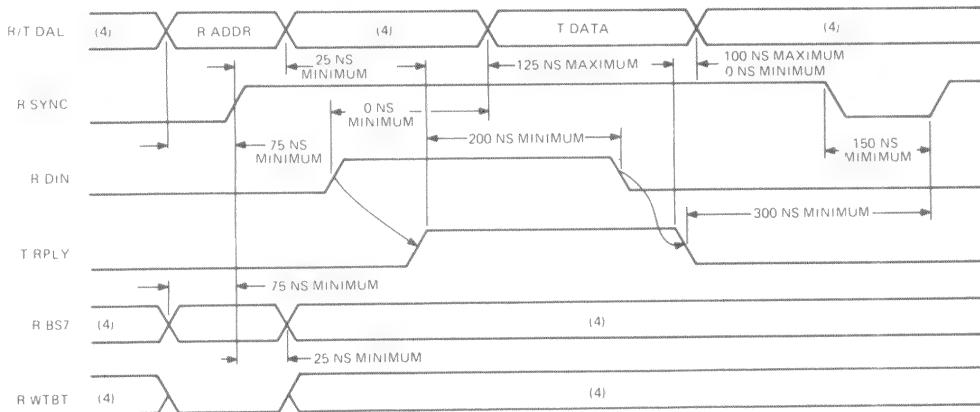 R/T DAL (4) R ADDR (4) T DATA (4)
25 NS MINIMUM
125 NS MAXIMUM
100 NS MAXIMUM
0 NS MINIMUM
R SYNC
0 NS MINIMUM
75 NS MINIMUM
200 NS MINIMUM
150 NS MIMIMUM
R DIN
300 NS MINIMUM
T RPLY
75 NS MINIMUM
R BS7 (4) (4)
25 NS MINIMUM
R WTBT (4) (4)